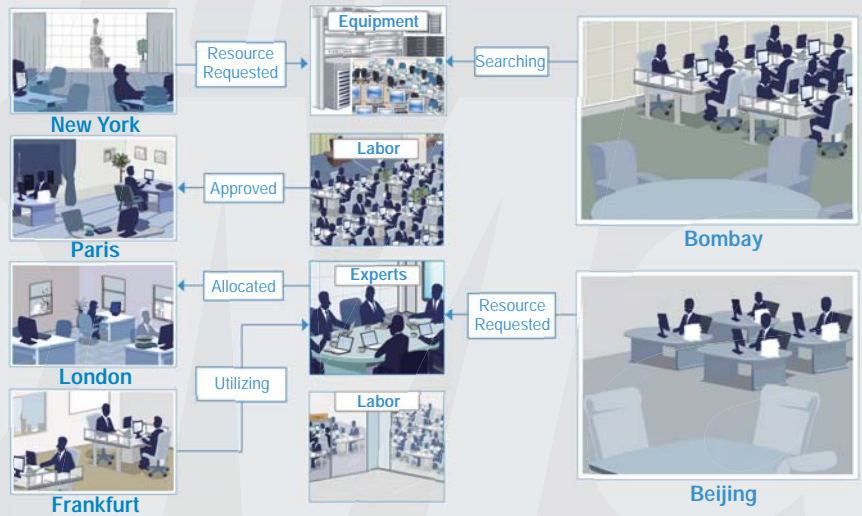 Equipment
Resource
Requested
Searching
New York
Labor
Approved
Paris
Bombay
Experts
Allocated
Resource
Requested
London
Utilizing
Labor
Frankfurt
Beijing